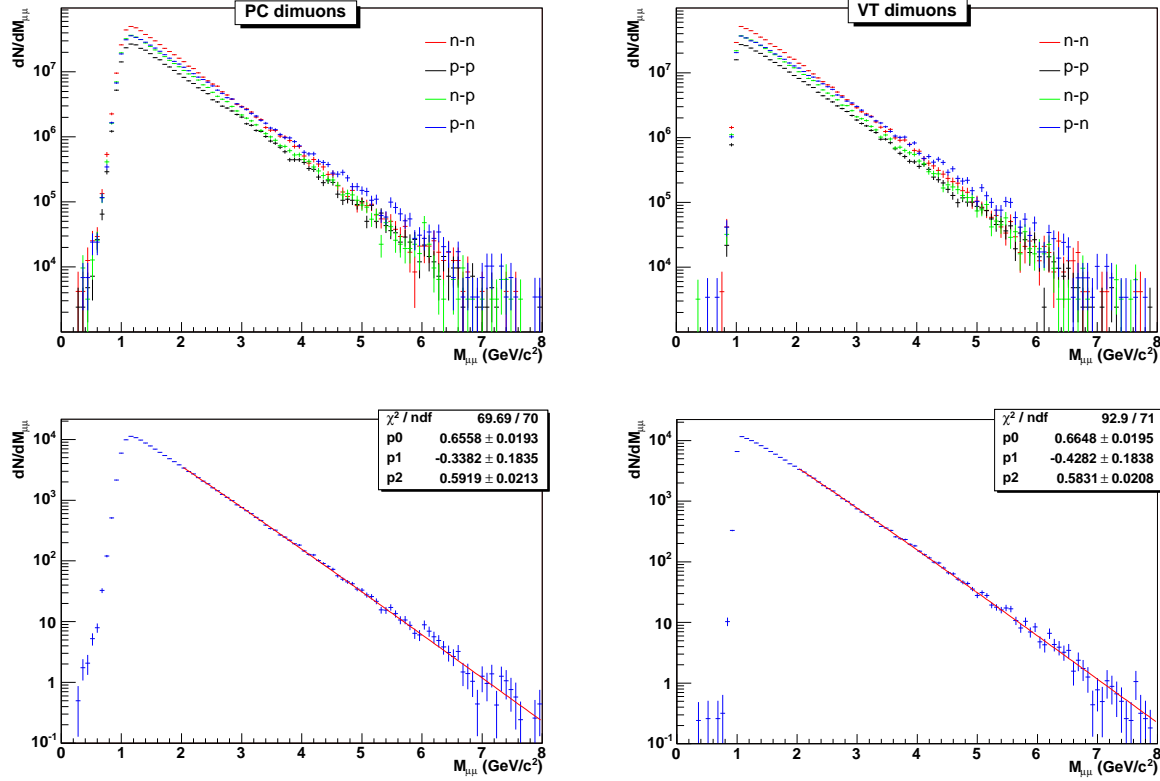 PC dimuons
dN/dM_μμ
10^7
10^6
10^5
10^4
n-n
p-p
n-p
p-n
0 1 2 3 4 5 6 7 8
M_μμ (GeV/c²)
VT dimuons
dN/dM_μμ
10^7
10^6
10^5
10^4
n-n
p-p
n-p
p-n
0 1 2 3 4 5 6 7 8
M_μμ (GeV/c²)
dN/dM_μμ
10^4
10^3
10^2
10
1
10^-1
χ² / ndf 69.69 / 70
p0 0.6558 ± 0.0193
p1 -0.3382 ± 0.1835
p2 0.5919 ± 0.0213
0 1 2 3 4 5 6 7 8
M_μμ (GeV/c²)
dN/dM_μμ
10^4
10^3
10^2
10
1
10^-1
χ² / ndf 92.9 / 71
p0 0.6648 ± 0.0195
p1 -0.4282 ± 0.1838
p2 0.5831 ± 0.0208
0 1 2 3 4 5 6 7 8
M_μμ (GeV/c²)